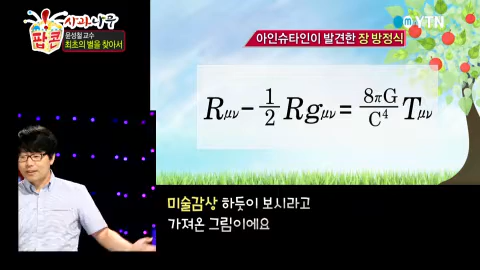 팝콘
사과나무
윤성철 교수
최초의 별을 찾아서
YTN
아인슈타인이 발견한 장 방정식
Rμν - 1/2 Rgμν = 8πG/C⁴ Tμν
미술감상 하듯이 보시라고
가져온 그림이에요